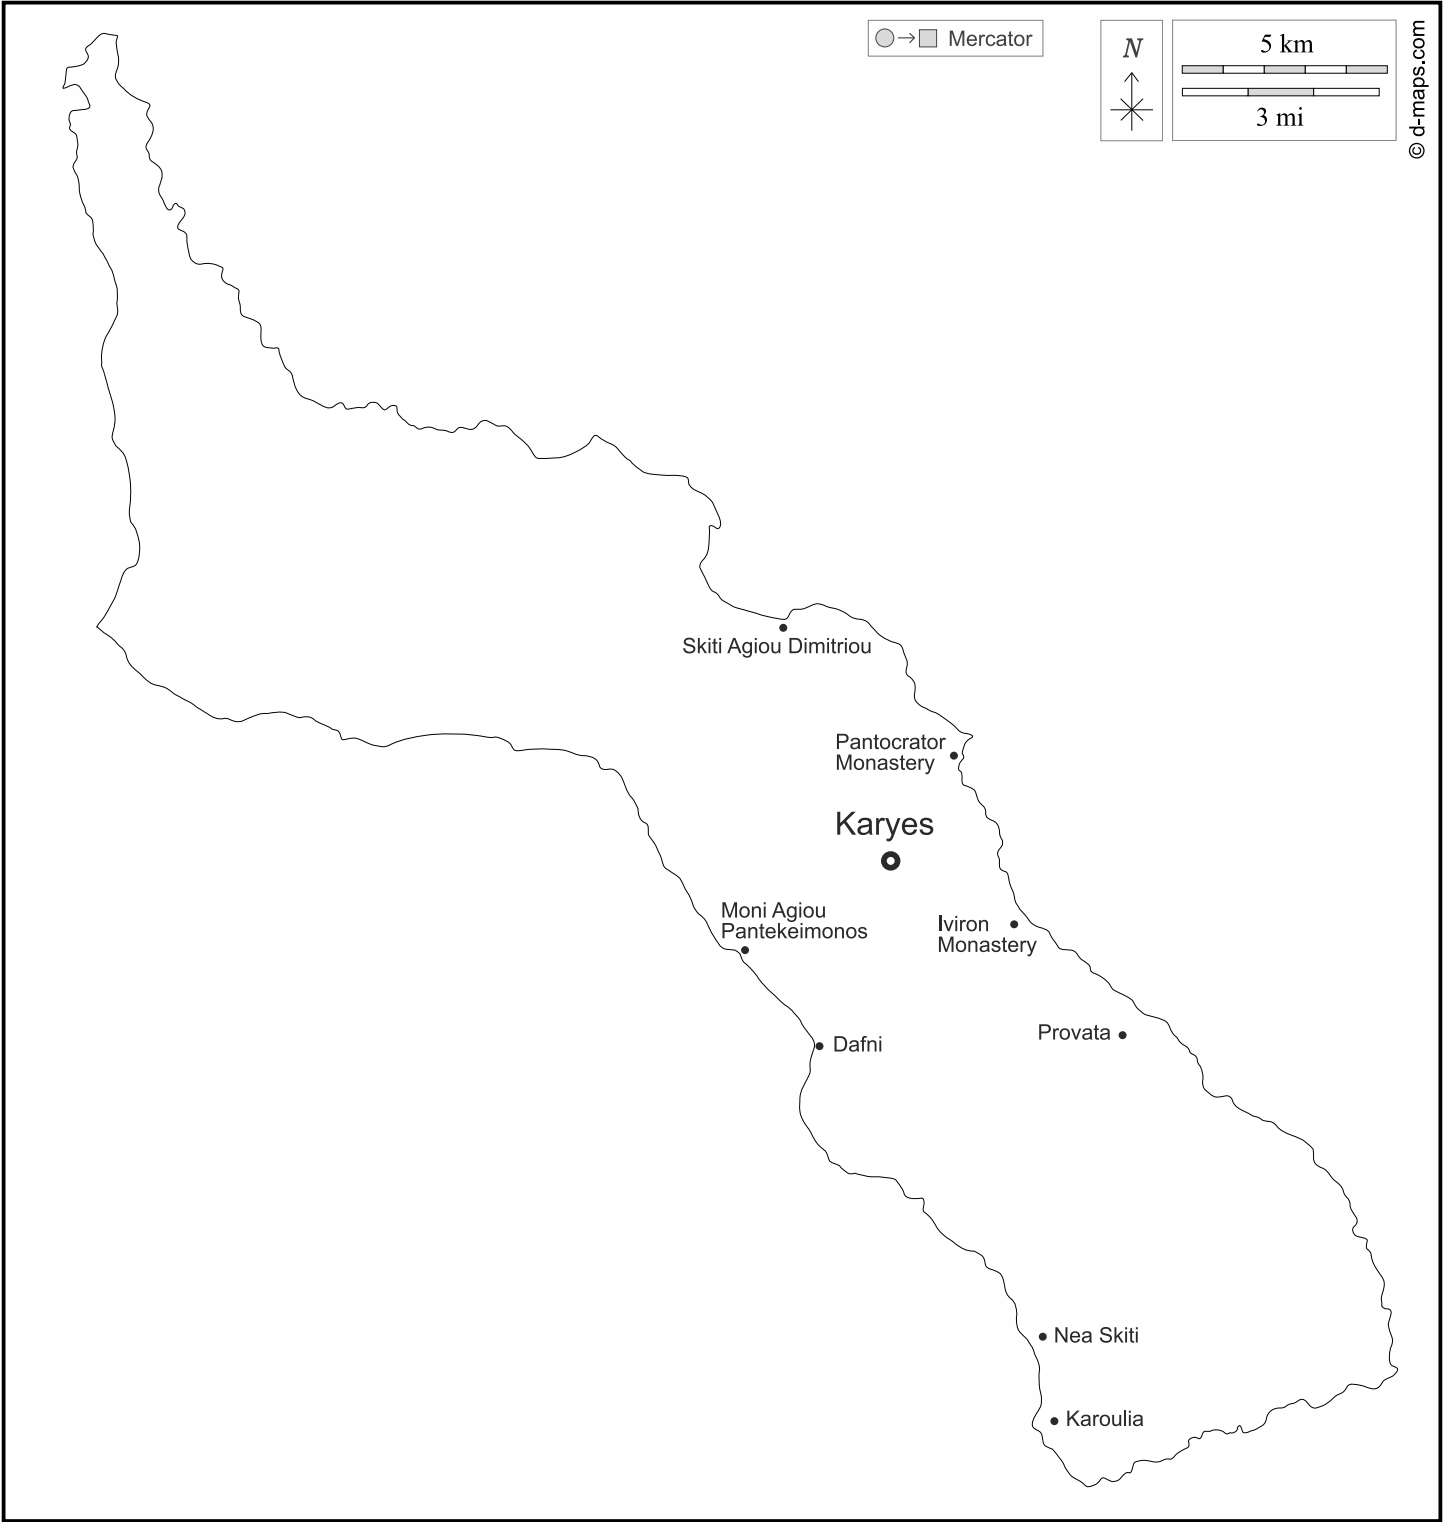 Mercator
N
5 km
3 mi
© d-maps.com
Skiti Agiou Dimitriou
Pantocrator
Monastery
Karyes
Moni Agiou
Pantekeimonos
Iviron
Monastery
Provata
Dafni
Nea Skiti
Karoulia